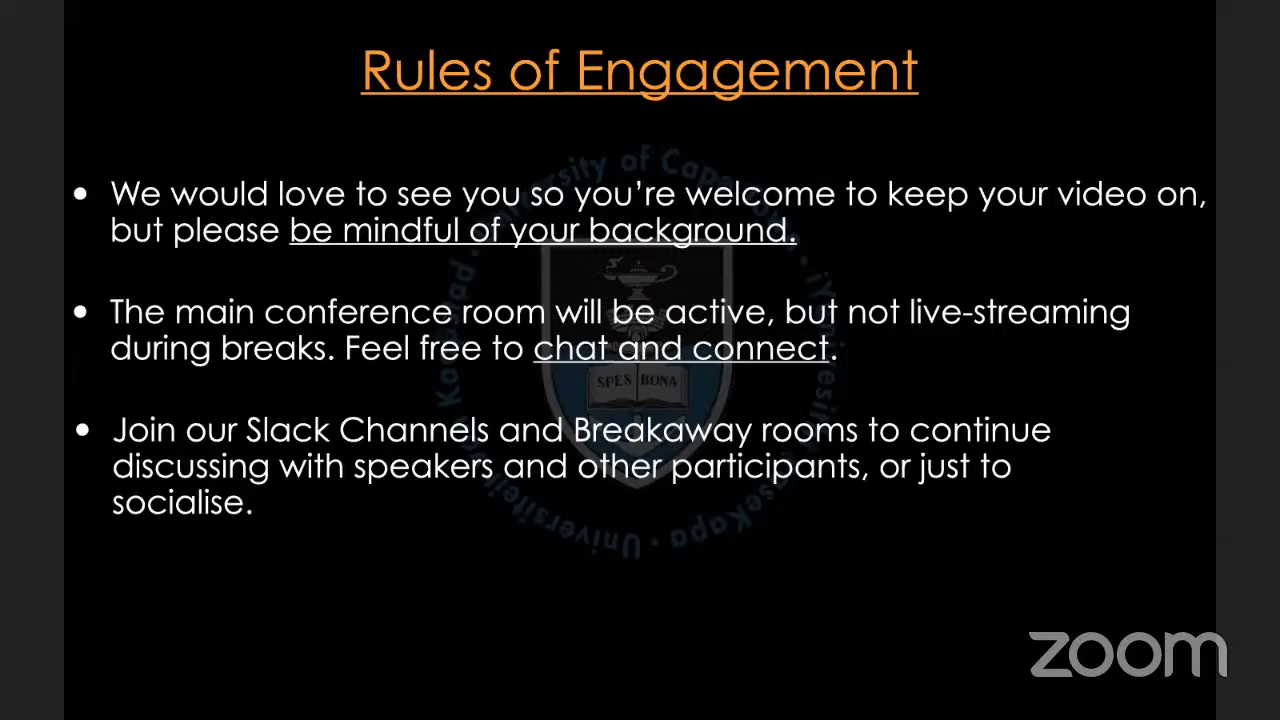 Rules of Engagement
• We would love to see you so you're welcome to keep your video on,
but please be mindful of your background.
• The main conference room will be active, but not live-streaming
during breaks. Feel free to chat and connect.
SPES BONA
• Join our Slack Channels and Breakaway rooms to continue
discussing with speakers and other participants, or just to
socialise.
zoom